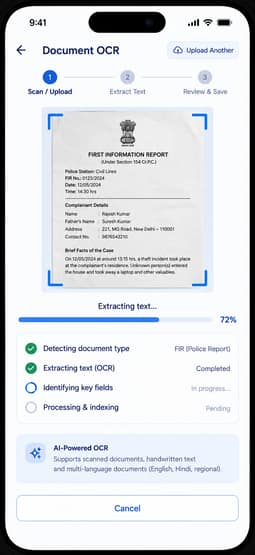 9:41
Document OCR
Upload Another
1
2
3
Scan / Upload
Extract Text
Review & Save
FIRST INFORMATION REPORT
(Under Section 154 Cr.P.C.)
Police Station: Civil Lines
FIR No.: 0123/2024
Date: 12/05/2024
Time: 14:30 hrs
Complainant Details
Name : Rajesh Kumar
Father's Name : Suresh Kumar
Address : 221, MG Road, New Delhi – 110001
Contact No. : 9876543210
Brief Facts of the Case
On 12/05/2024 at around 13:15 hrs, a theft incident took place
at the complainant's residence. Unknown person(s) entered
the house and took away a laptop and other valuables.
Extracting text...
72%
Detecting document type FIR (Police Report)
Extracting text (OCR) Completed
Identifying key fields In progress...
Processing & indexing Pending
AI-Powered OCR
Supports scanned documents, handwritten text
and multi-language documents (English, Hindi, regional).
Cancel